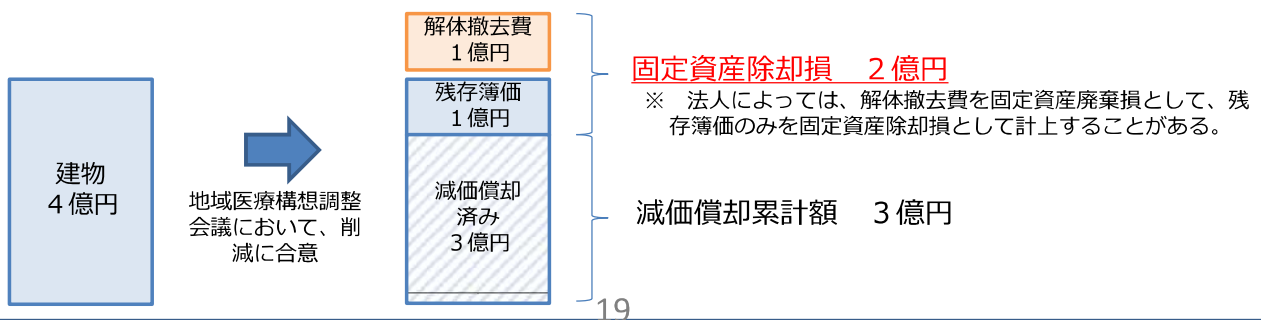 建物
4億円
地域医療構想調整
会議において、削
減に合意
解体撤去費
1億円
残存簿価
1億円
減価償却
済み
3億円
固定資産除却損　2億円
※　法人によっては、解体撤去費を固定資産廃棄損として、残
存簿価のみを固定資産除却損として計上することがある。
減価償却累計額　3億円
19